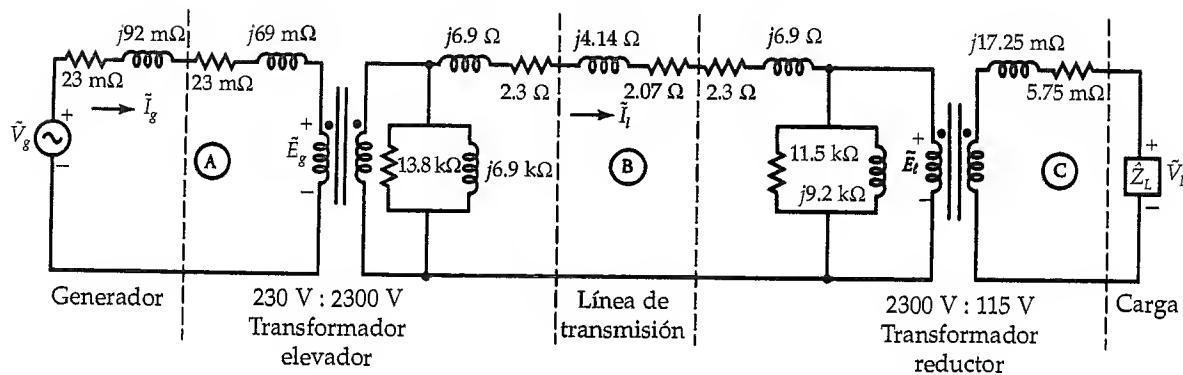 j92 mΩ
j69 mΩ
j6.9 Ω
j4.14 Ω
j6.9 Ω
j17.25 mΩ
23 mΩ
23 mΩ
2.3 Ω
2.07 Ω
2.3 Ω
5.75 mΩ
+
Ṽg
−
Ĩg
A
+
Ẽg
−
13.8 kΩ
j6.9 kΩ
Ĩl
B
11.5 kΩ
j9.2 kΩ
+
Ẽℓ
−
C
+
ẐL
−
Generador
230 V : 2300 V
Transformador
elevador
Línea de
transmisión
2300 V : 115 V
Transformador
reductor
Carga